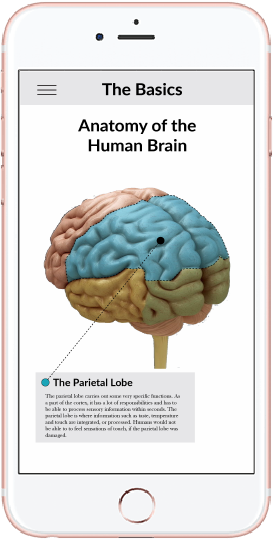 The Basics
Anatomy of the
Human Brain
The Parietal Lobe
The parietal lobe carries out some very specific functions. As
a part of the cortex, it has a lot of responsibilities and has to
be able to process sensory information within seconds. The
parietal lobe is where information such as taste, temperature
and touch are integrated, or processed. Humans would not
be able to to feel sensations of touch, if the parietal lobe was
damaged.